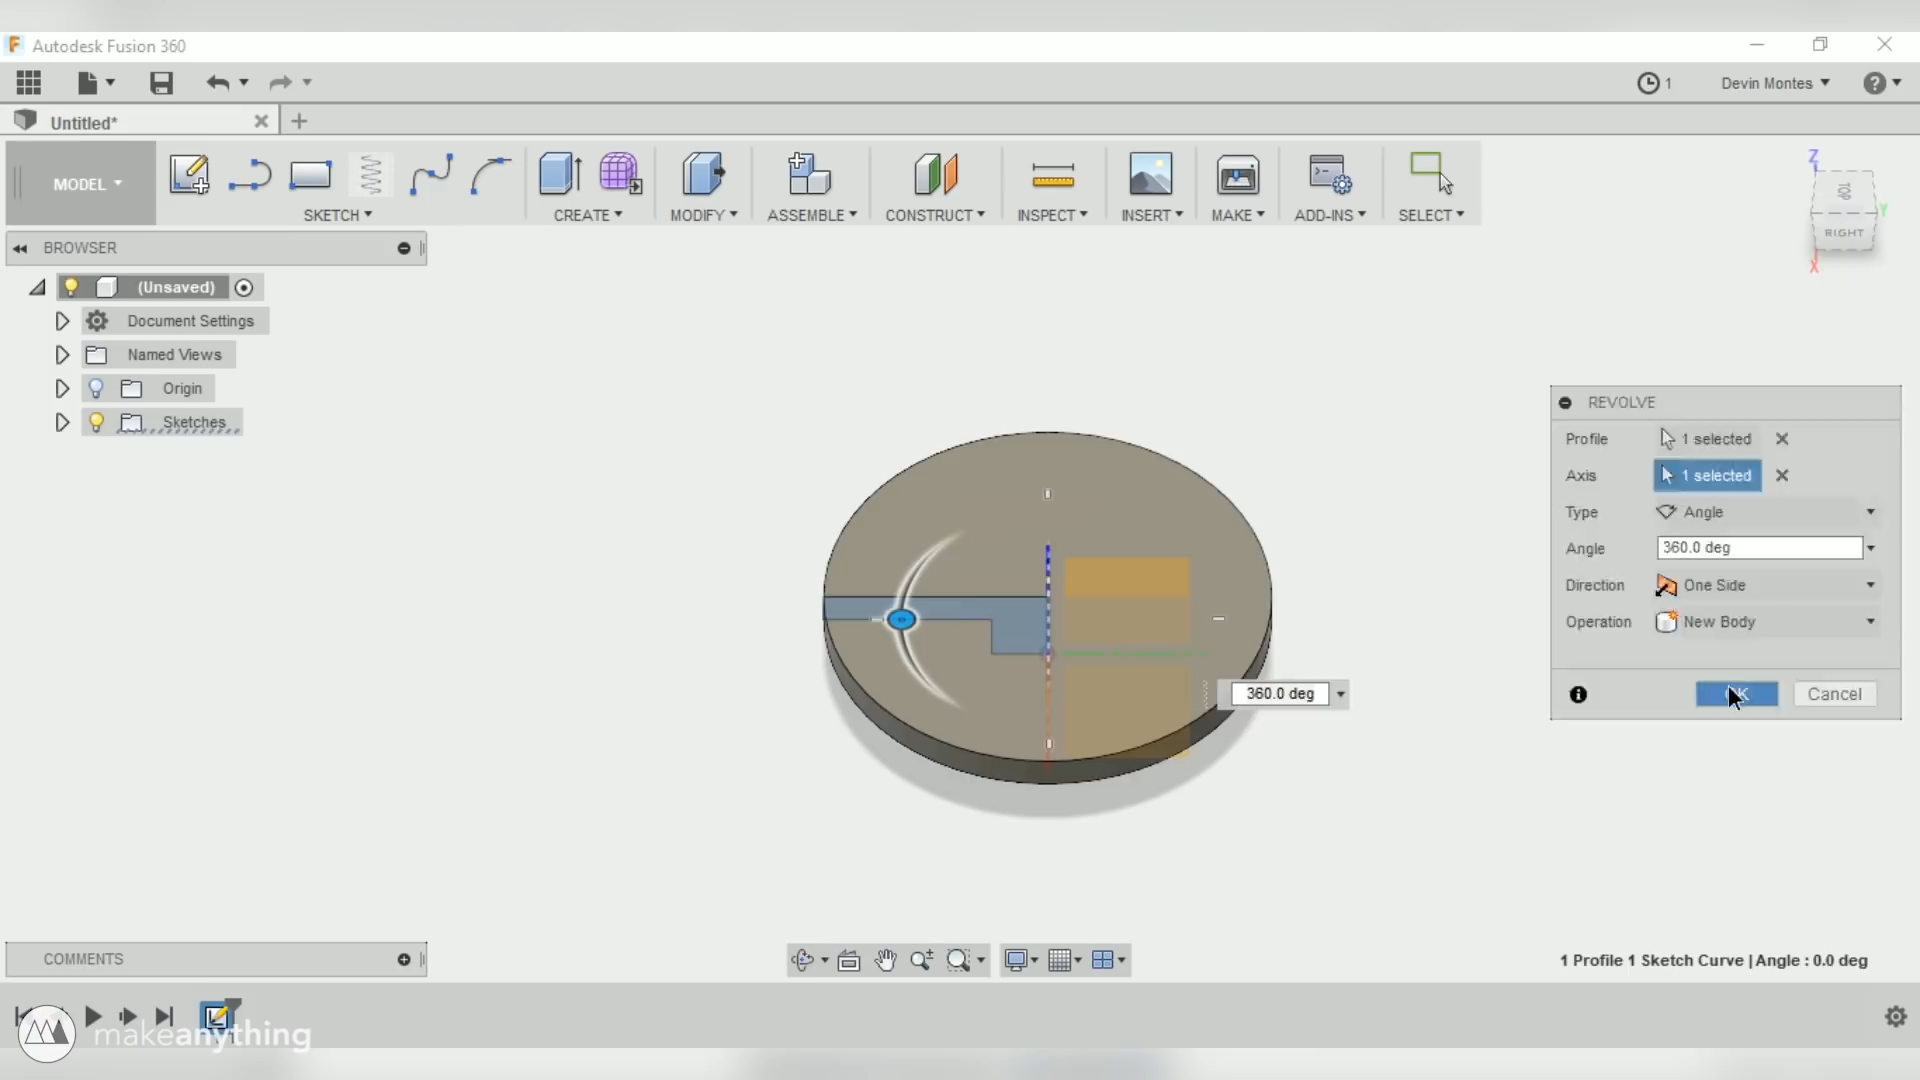 Autodesk Fusion 360
1
Devin Montes
Untitled*
MODEL
SKETCH
CREATE
MODIFY
ASSEMBLE
CONSTRUCT
INSPECT
INSERT
MAKE
ADD-INS
SELECT
Z
TOP
Y
RIGHT
X
BROWSER
(Unsaved)
Document Settings
Named Views
Origin
Sketches
REVOLVE
Profile 1 selected
Axis 1 selected
Type Angle
Angle 360.0 deg
Direction One Side
Operation New Body
OK Cancel
360.0 deg
COMMENTS
1 Profile 1 Sketch Curve | Angle : 0.0 deg
makeanything